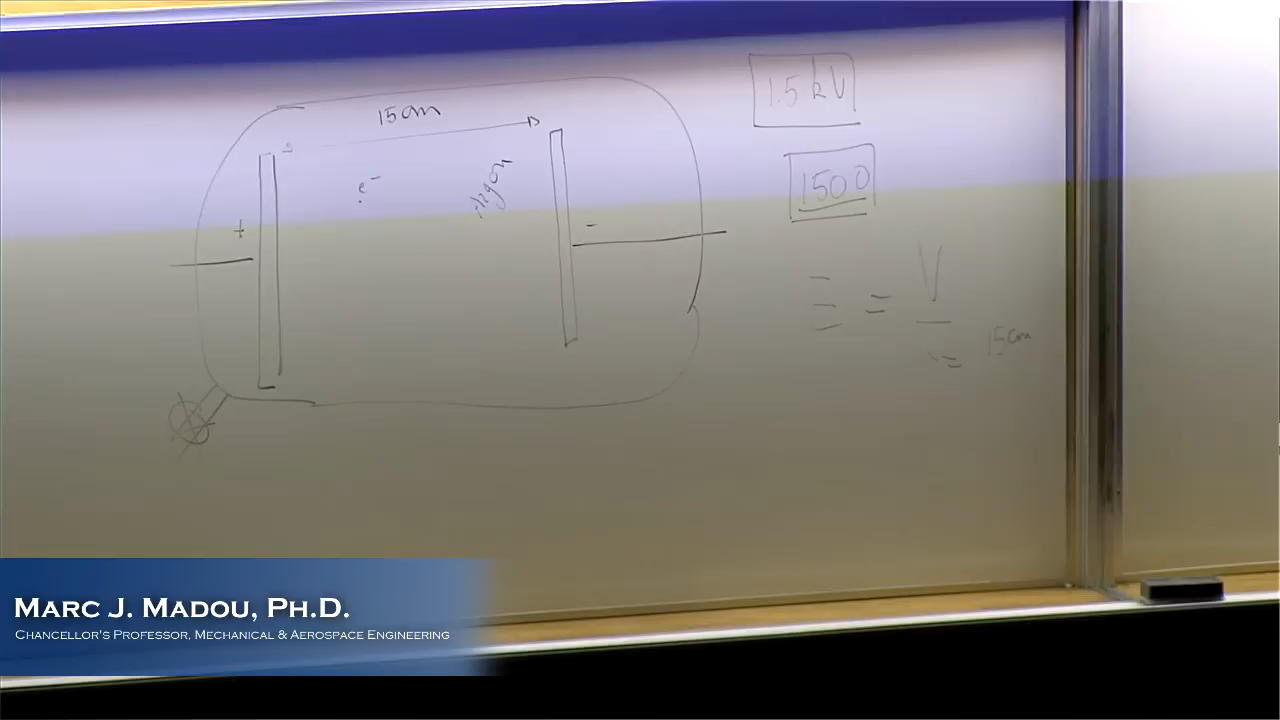 15cm
1.5 kV
e⁻
Argon
1500
+
-
E = V
15cm
MARC J. MADOU, PH.D.
CHANCELLOR'S PROFESSOR, MECHANICAL & AEROSPACE ENGINEERING